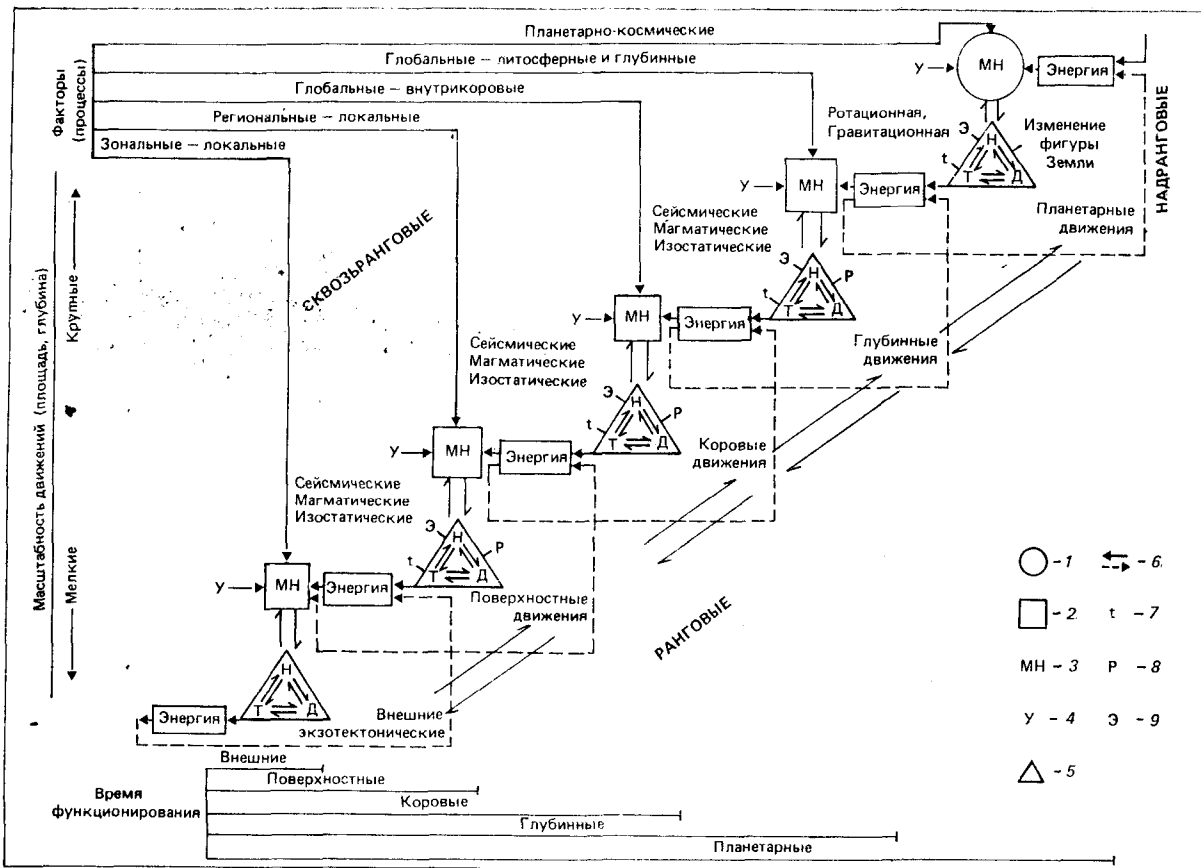 Планетарно-космические
Глобальные – литосферные и глубинные
Глобальные – внутрикоровые
Региональные – локальные
Зональные – локальные
Факторы
(процессы)
Масштабность движений (площадь, глубина)
Крупные
Мелкие
СКВОЗЬРАНГОВЫЕ
РАНГОВЫЕ
НАДРАНГОВЫЕ
У
МН
Энергия
Ротационная,
Гравитационная
Э
Н
t
Т
Д
Изменение
фигуры
Земли
Планетарные
движения
У
МН
Энергия
Сейсмические
Магматические
Изостатические
Э
Н
Р
t
Т
Д
Глубинные
движения
У
МН
Энергия
Сейсмические
Магматические
Изостатические
Э
Н
Р
t
Т
Д
Коровые
движения
У
МН
Энергия
Сейсмические
Магматические
Изостатические
Э
Н
Р
t
Т
Д
Поверхностные
движения
У
МН
Энергия
Н
Т
Д
Энергия
Внешние
экзотектонические
– 1
– 6
– 2
t – 7
МН – 3
Р – 8
У – 4
Э – 9
– 5
Время
функционирования
Внешние
Поверхностные
Коровые
Глубинные
Планетарные